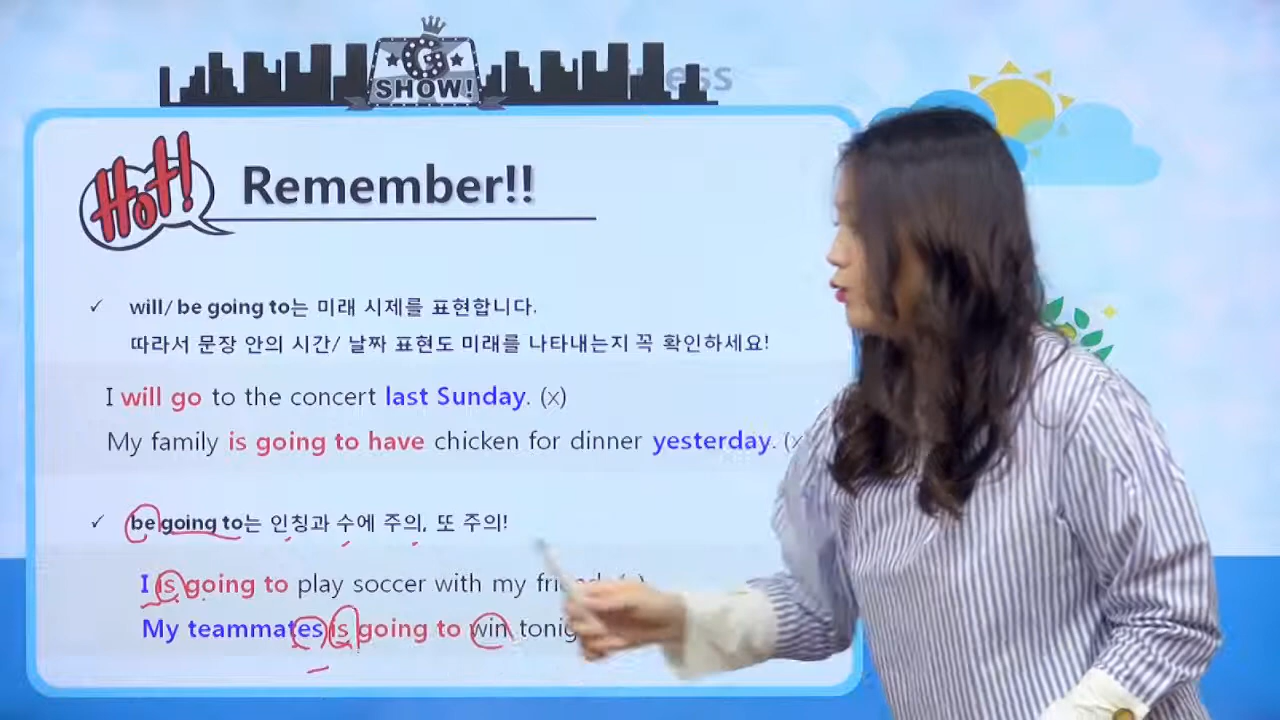 G
SHOW!
ess
HOT!
Remember!!
✓ will/ be going to는 미래 시제를 표현합니다.
따라서 문장 안의 시간/ 날짜 표현도 미래를 나타내는지 꼭 확인하세요!
I will go to the concert last Sunday. (x)
My family is going to have chicken for dinner yesterday. (x
✓ be going to는 인칭과 수에 주의, 또 주의!
I is going to play soccer with my
My teammates is going to win